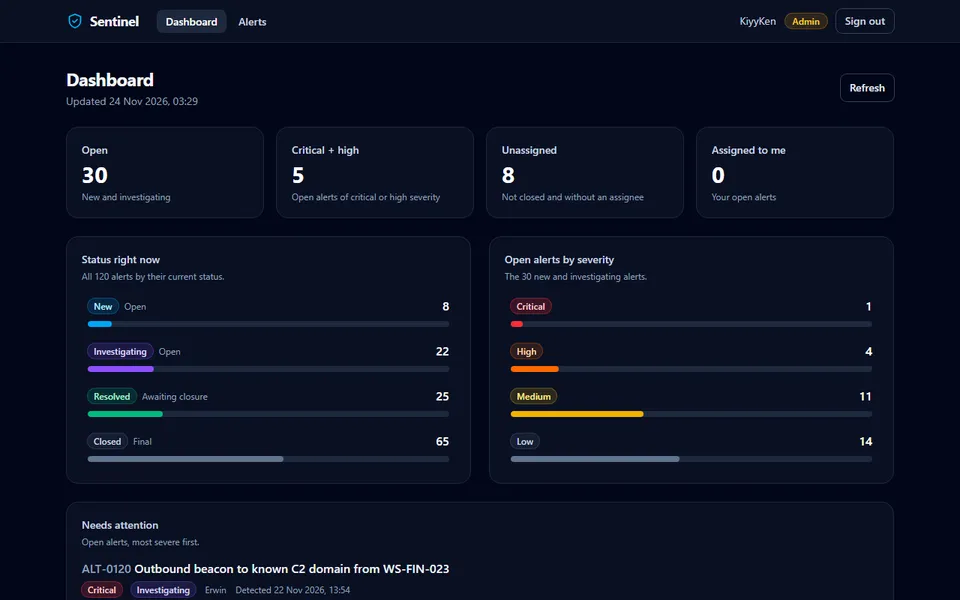 Sentinel
Dashboard
Alerts
KiyyKen
Admin
Sign out
Dashboard
Updated 24 Nov 2026, 03:29
Refresh
Open
30
New and investigating
Critical + high
5
Open alerts of critical or high severity
Unassigned
8
Not closed and without an assignee
Assigned to me
0
Your open alerts
Status right now
All 120 alerts by their current status.
New Open 8
Investigating Open 22
Resolved Awaiting closure 25
Closed Final 65
Open alerts by severity
The 30 new and investigating alerts.
Critical 1
High 4
Medium 11
Low 14
Needs attention
Open alerts, most severe first.
ALT-0120 Outbound beacon to known C2 domain from WS-FIN-023
Critical Investigating Erwin Detected 22 Nov 2026, 13:54